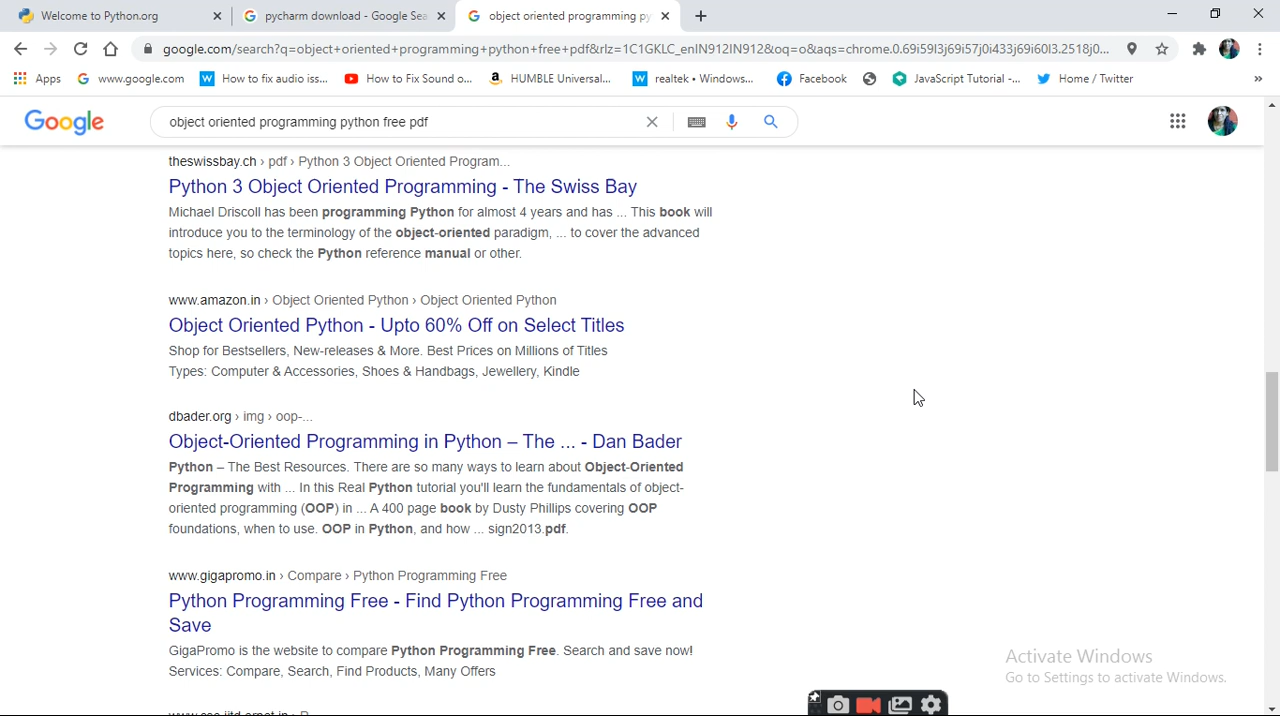 Welcome to Python.org
pycharm download - Google Sea
object oriented programming py
google.com/search?q=object+oriented+programming+python+free+pdf&rlz=1C1GKLC_enIN912IN912&oq=o&aqs=chrome.0.69i59l3j69i57j0i433j69i60l3.2518j0...
Apps
www.google.com
How to fix audio iss...
How to Fix Sound o...
HUMBLE Universal...
realtek • Windows...
Facebook
JavaScript Tutorial -...
Home / Twitter
»
Google
object oriented programming python free pdf
theswissbay.ch › pdf › Python 3 Object Oriented Program...
Python 3 Object Oriented Programming - The Swiss Bay
Michael Driscoll has been programming Python for almost 4 years and has ... This book will
introduce you to the terminology of the object-oriented paradigm, ... to cover the advanced
topics here, so check the Python reference manual or other.
www.amazon.in › Object Oriented Python › Object Oriented Python
Object Oriented Python - Upto 60% Off on Select Titles
Shop for Bestsellers, New-releases & More. Best Prices on Millions of Titles
Types: Computer & Accessories, Shoes & Handbags, Jewellery, Kindle
dbader.org › img › oop-...
Object-Oriented Programming in Python – The ... - Dan Bader
Python – The Best Resources. There are so many ways to learn about Object-Oriented
Programming with ... In this Real Python tutorial you'll learn the fundamentals of object-
oriented programming (OOP) in ... A 400 page book by Dusty Phillips covering OOP
foundations, when to use. OOP in Python, and how ... sign2013.pdf.
www.gigapromo.in › Compare › Python Programming Free
Python Programming Free - Find Python Programming Free and
Save
GigaPromo is the website to compare Python Programming Free. Search and save now!
Services: Compare, Search, Find Products, Many Offers
Activate Windows
Go to Settings to activate Windows.